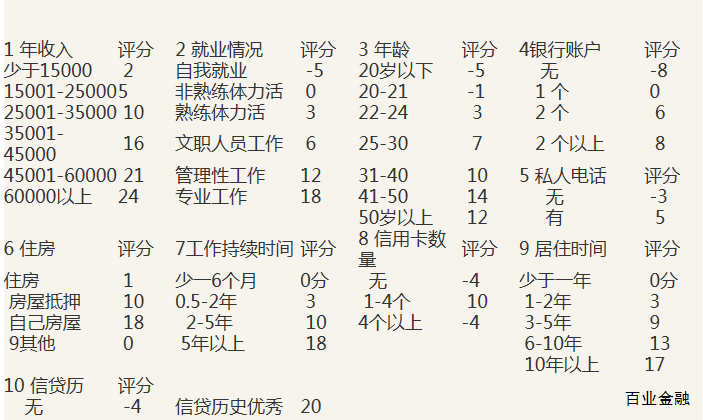 1 年收入 评分 2 就业情况 评分 3 年龄 评分 4银行账户 评分
少于15000 2 自我就业 -5 20岁以下 -5 无 -8
15001-25000 5 非熟练体力活 0 20-21 -1 1 个 0
25001-35000 10 熟练体力活 3 22-24 3 2 个 6
35001-
45000 16 文职人员工作 6 25-30 7 2 个以上 8
45001-60000 21 管理性工作 12 31-40 10 5 私人电话 评分
60000以上 24 专业工作 18 41-50 14 无 -3
50岁以上 12 有 5
6 住房 评分 7工作持续时间 评分 8 信用卡数
量 评分 9 居住时间 评分
住房 1 少一6个月 0分 无 -4 少于一年 0分
房屋抵押 10 0.5-2年 3 1-4个 10 1-2年 3
自己房屋 18 2-5年 10 4个以上 -4 3-5年 9
9其他 0 5年以上 18 6-10年 13
10年以上 17
10 信贷历 评分
无 -4 信贷历史优秀 20
百业金融